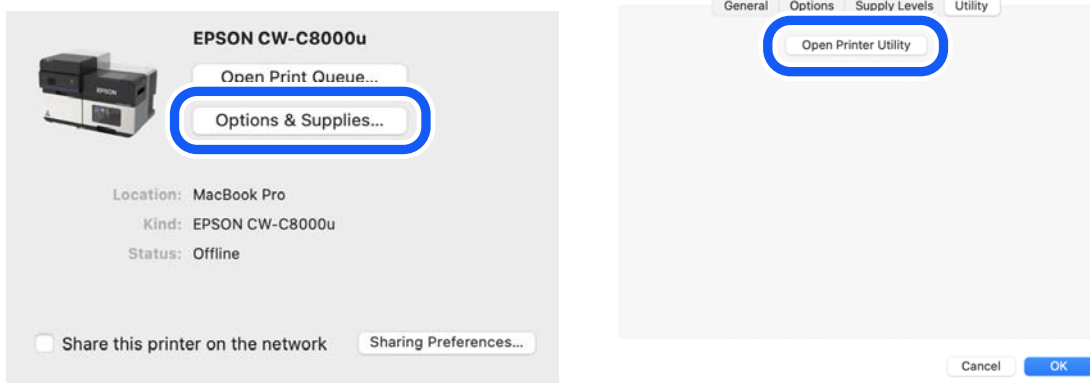 EPSON CW-C8000u
Open Print Queue...
Options & Supplies...
Location: MacBook Pro
Kind: EPSON CW-C8000u
Status: Offline
Share this printer on the network
Sharing Preferences...
General Options Supply Levels Utility
Open Printer Utility
Cancel OK
EPSON